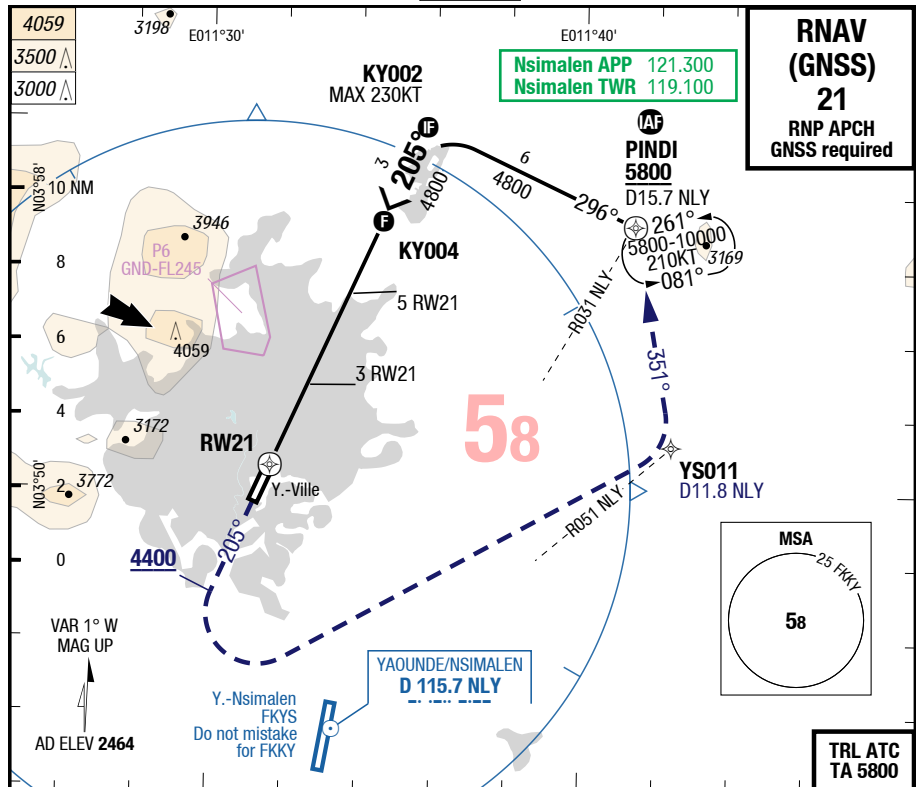 4059
3500
3000
3198
E011°30'
E011°40'
Nsimalen APP 121.300
Nsimalen TWR 119.100
RNAV
(GNSS)
21
RNP APCH
GNSS required
KY002
MAX 230KT
IF
IAF
PINDI
5800
D15.7 NLY
3
205°
4800
6
4800
296°
261°
5800-10000
210KT
3169
081°
N03°58'
10 NM
3946
P6
GND-FL245
F
KY004
8
5 RW21
R031 NLY
6
4059
351°
3 RW21
4
3172
58
RW21
YS011
D11.8 NLY
N03°50'
3772
2
Y.-Ville
R051 NLY
0
205°
4400
MSA
25 FKKY
58
VAR 1° W
MAG UP
AD ELEV 2464
YAOUNDE/NSIMALEN
D 115.7 NLY
Y.-Nsimalen
FKYS
Do not mistake
for FKKY
TRL ATC
TA 5800